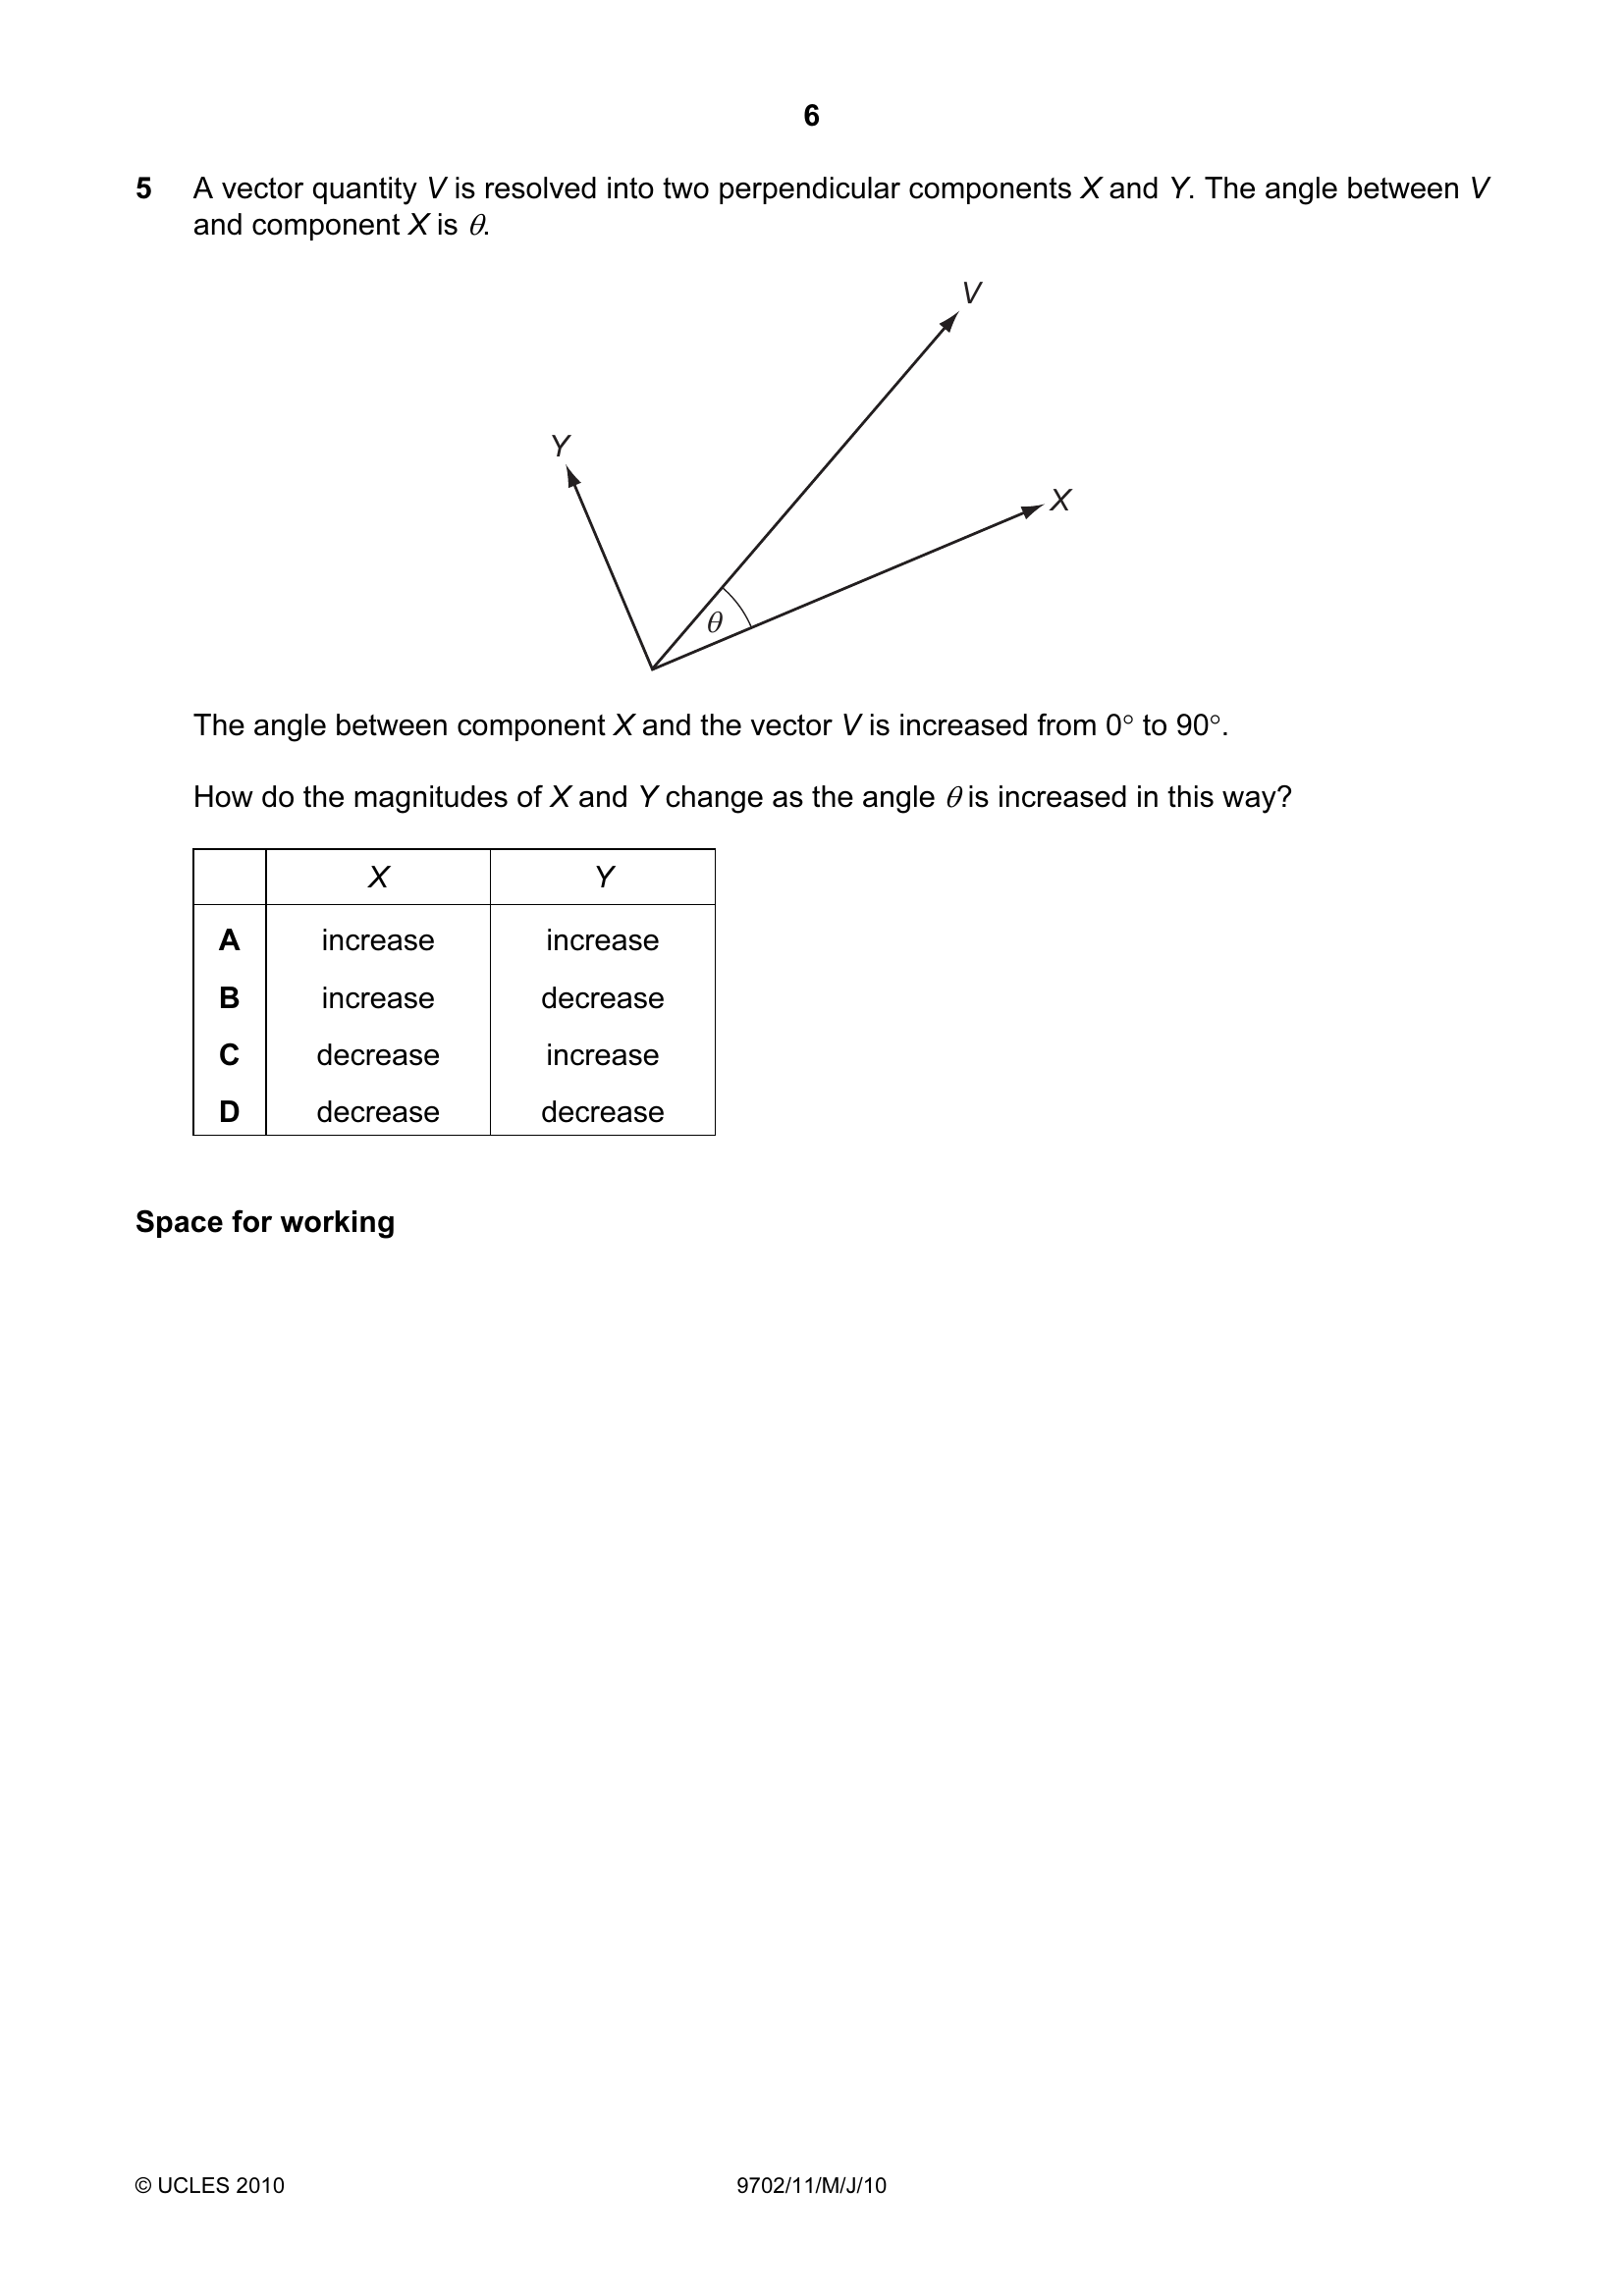 6
5 A vector quantity V is resolved into two perpendicular components X and Y. The angle between V
and component X is θ.
V
Y
X
θ
The angle between component X and the vector V is increased from 0° to 90°.
How do the magnitudes of X and Y change as the angle θ is increased in this way?
X Y
A increase increase
B increase decrease
C decrease increase
D decrease decrease
Space for working
© UCLES 2010 9702/11/M/J/10